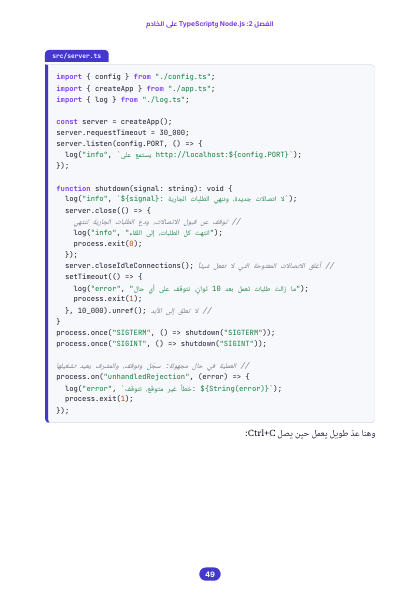 الفصل 2: Node.js وTypeScript على الخادم
src/server.ts
import { config } from "./config.ts";
import { createApp } from "./app.ts";
import { log } from "./log.ts";
const server = createApp();
server.requestTimeout = 30_000;
server.listen(config.PORT, () => {
log("info", `يستمع على http://localhost:${config.PORT}`);
});
function shutdown(signal: string): void {
log("info", `${signal}: لا اتصالات جديدة، وتنتهي الطلبات الجارية`);
server.close(() => {
// توقف عن قبول الاتصالات، ودع الطلبات الجارية تنتهي
log("info", "انتهت كل الطلبات، إلى اللقاء");
process.exit(0);
});
server.closeIdleConnections(); // أغلق الاتصالات المفتوحة التي لا تفعل شيئاً
setTimeout(() => {
log("error", "ما زالت طلبات تعمل بعد 10 ثوانٍ، نتوقف على أي حال");
process.exit(1);
}, 10_000).unref(); // لا تعلق إلى الأبد
}
process.once("SIGTERM", () => shutdown("SIGTERM"));
process.once("SIGINT", () => shutdown("SIGINT"));
// العملية في حال مجهولة: سجّل وتوقف، والمشرف يعيد تشغيلها
process.on("unhandledRejection", (error) => {
log("error", `خطأ غير متوقع، نتوقف: ${String(error)}`);
process.exit(1);
});
وهنا عدّ طويل يعمل حين يصل Ctrl+C:
49